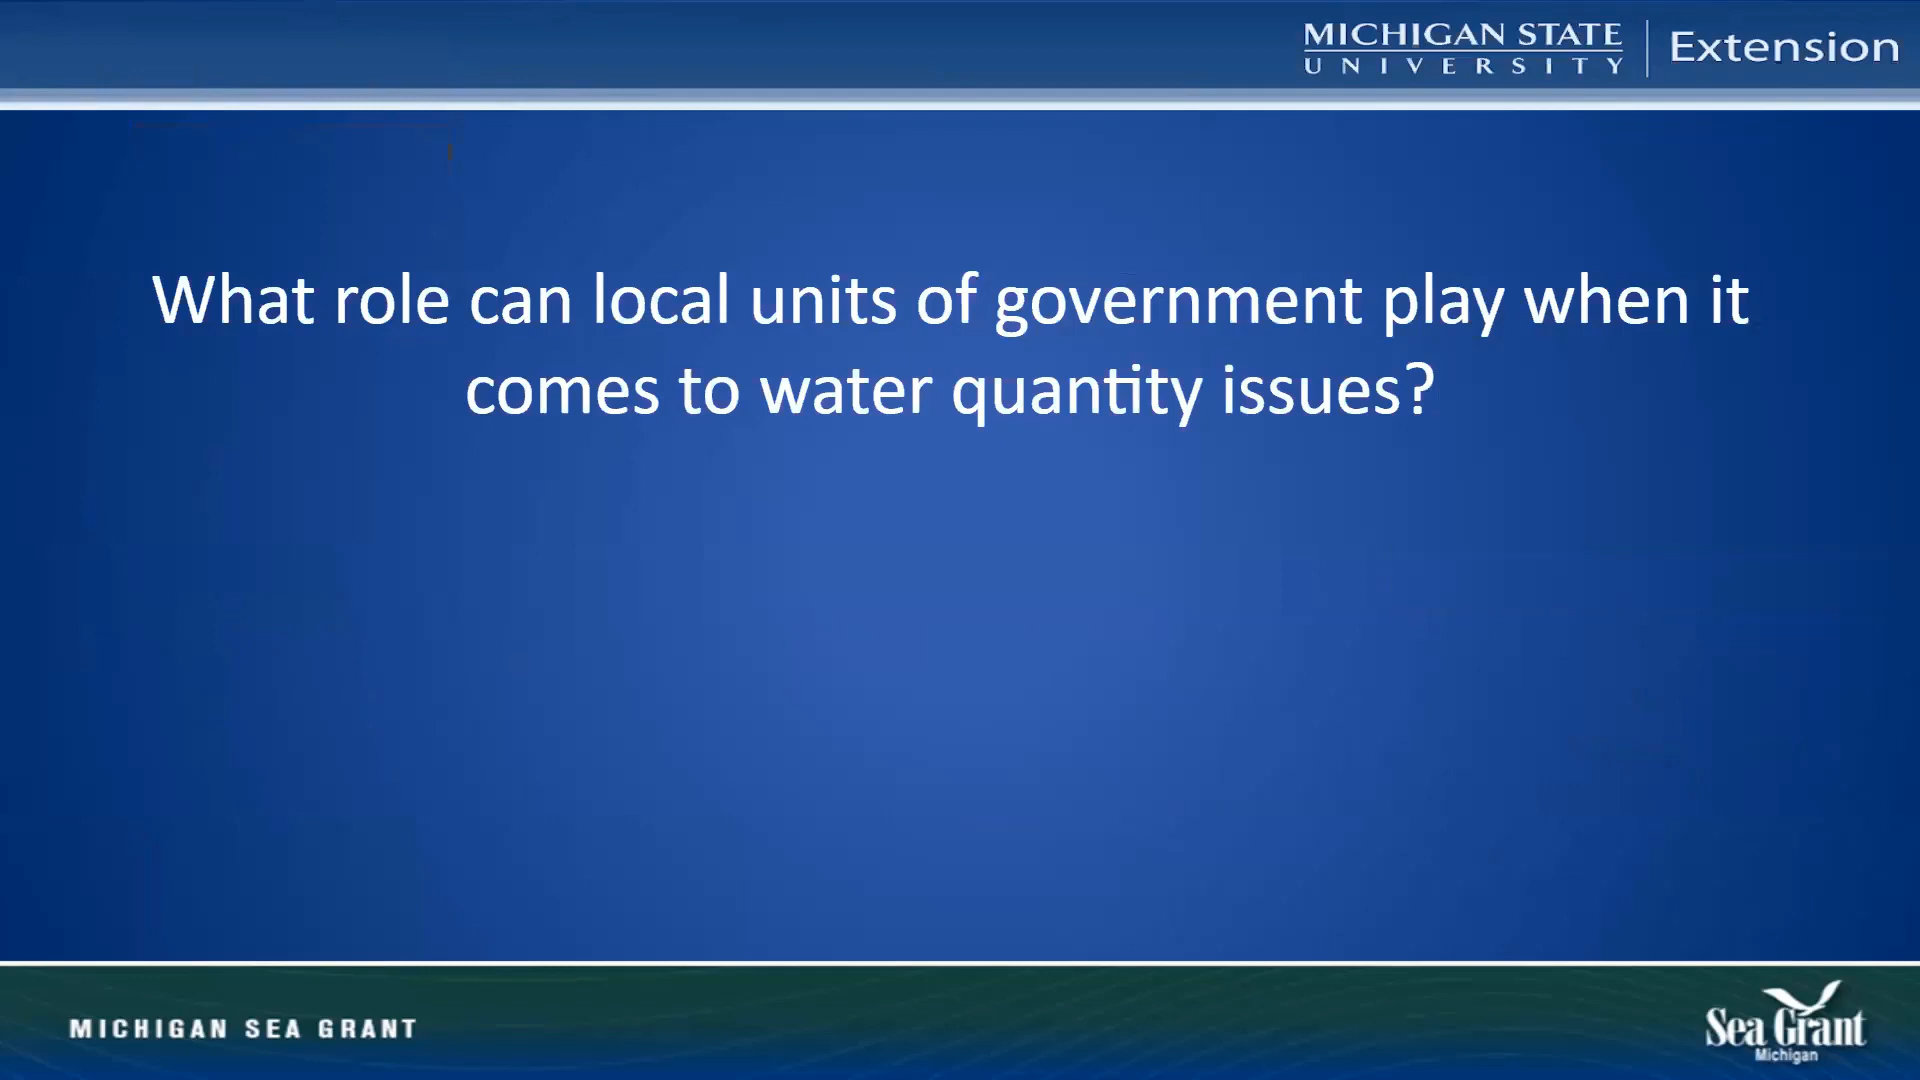 MICHIGAN STATE
UNIVERSITY
Extension
What role can local units of government play when it
comes to water quantity issues?
MICHIGAN SEA GRANT
Sea Grant
Michigan